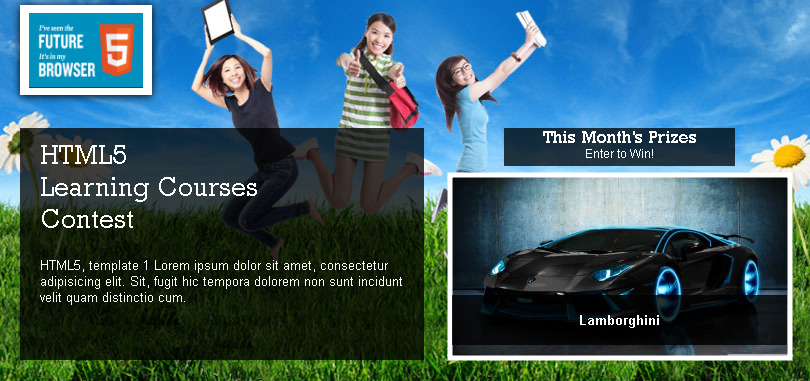 I've seen the
FUTURE
It's in my
BROWSER
5
HTML5
Learning Courses
Contest
HTML5, template 1 Lorem ipsum dolor sit amet, consectetur
adipisicing elit. Sit, fugit hic tempora dolorem non sunt incidunt
velit quam distinctio cum.
This Month's Prizes
Enter to Win!
Lamborghini